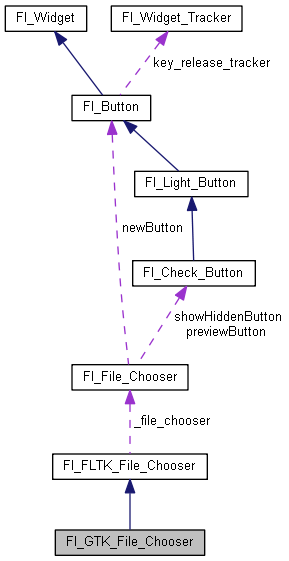 Fl_Widget
Fl_Widget_Tracker
key_release_tracker
Fl_Button
Fl_Light_Button
newButton
Fl_Check_Button
showHiddenButton
previewButton
Fl_File_Chooser
_file_chooser
Fl_FLTK_File_Chooser
Fl_GTK_File_Chooser